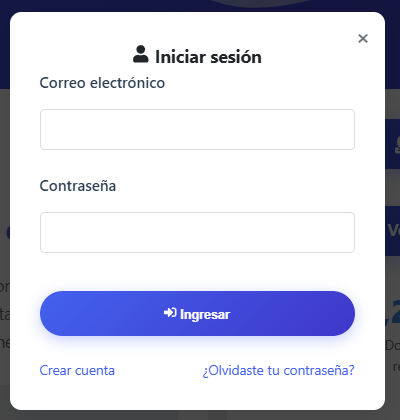 ×
Iniciar sesión
Correo electrónico
Contraseña
Ingresar
Crear cuenta
¿Olvidaste tu contraseña?